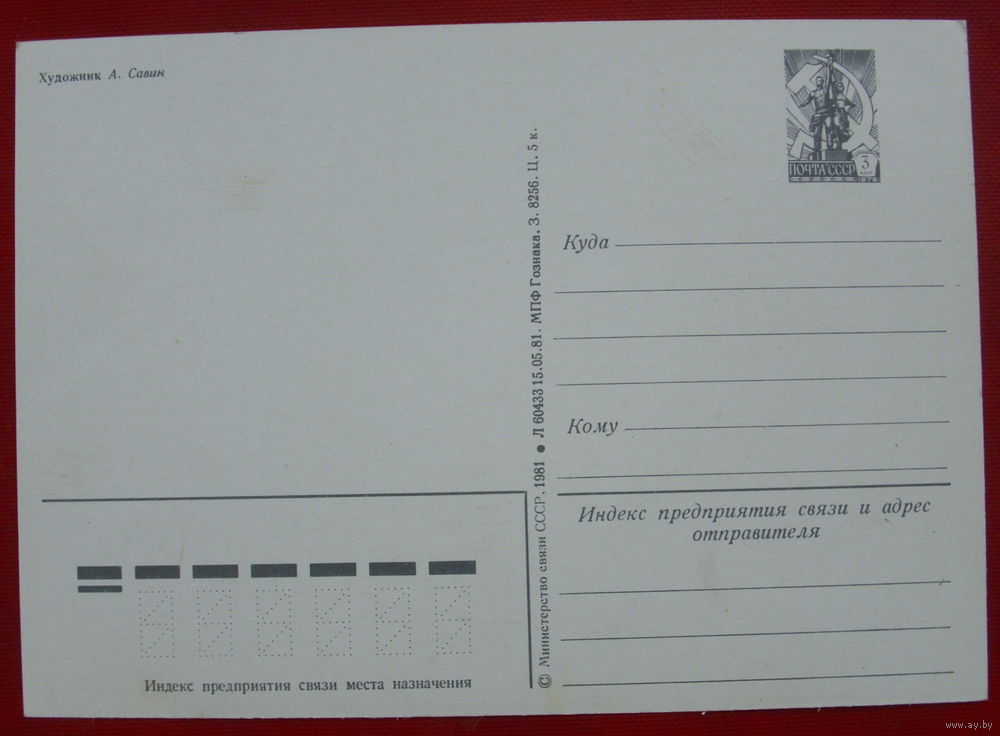 Художник А. Савин
ПОЧТА СССР
3
КОП
1976
Куда
Кому
Индекс предприятия связи и адрес
отправителя
© Министерство связи СССР, 1981 ● Л 60433 15.05.81. МПФ Гознака. З. 8256. Ц. 5 к.
Индекс предприятия связи места назначения
www.ay.by